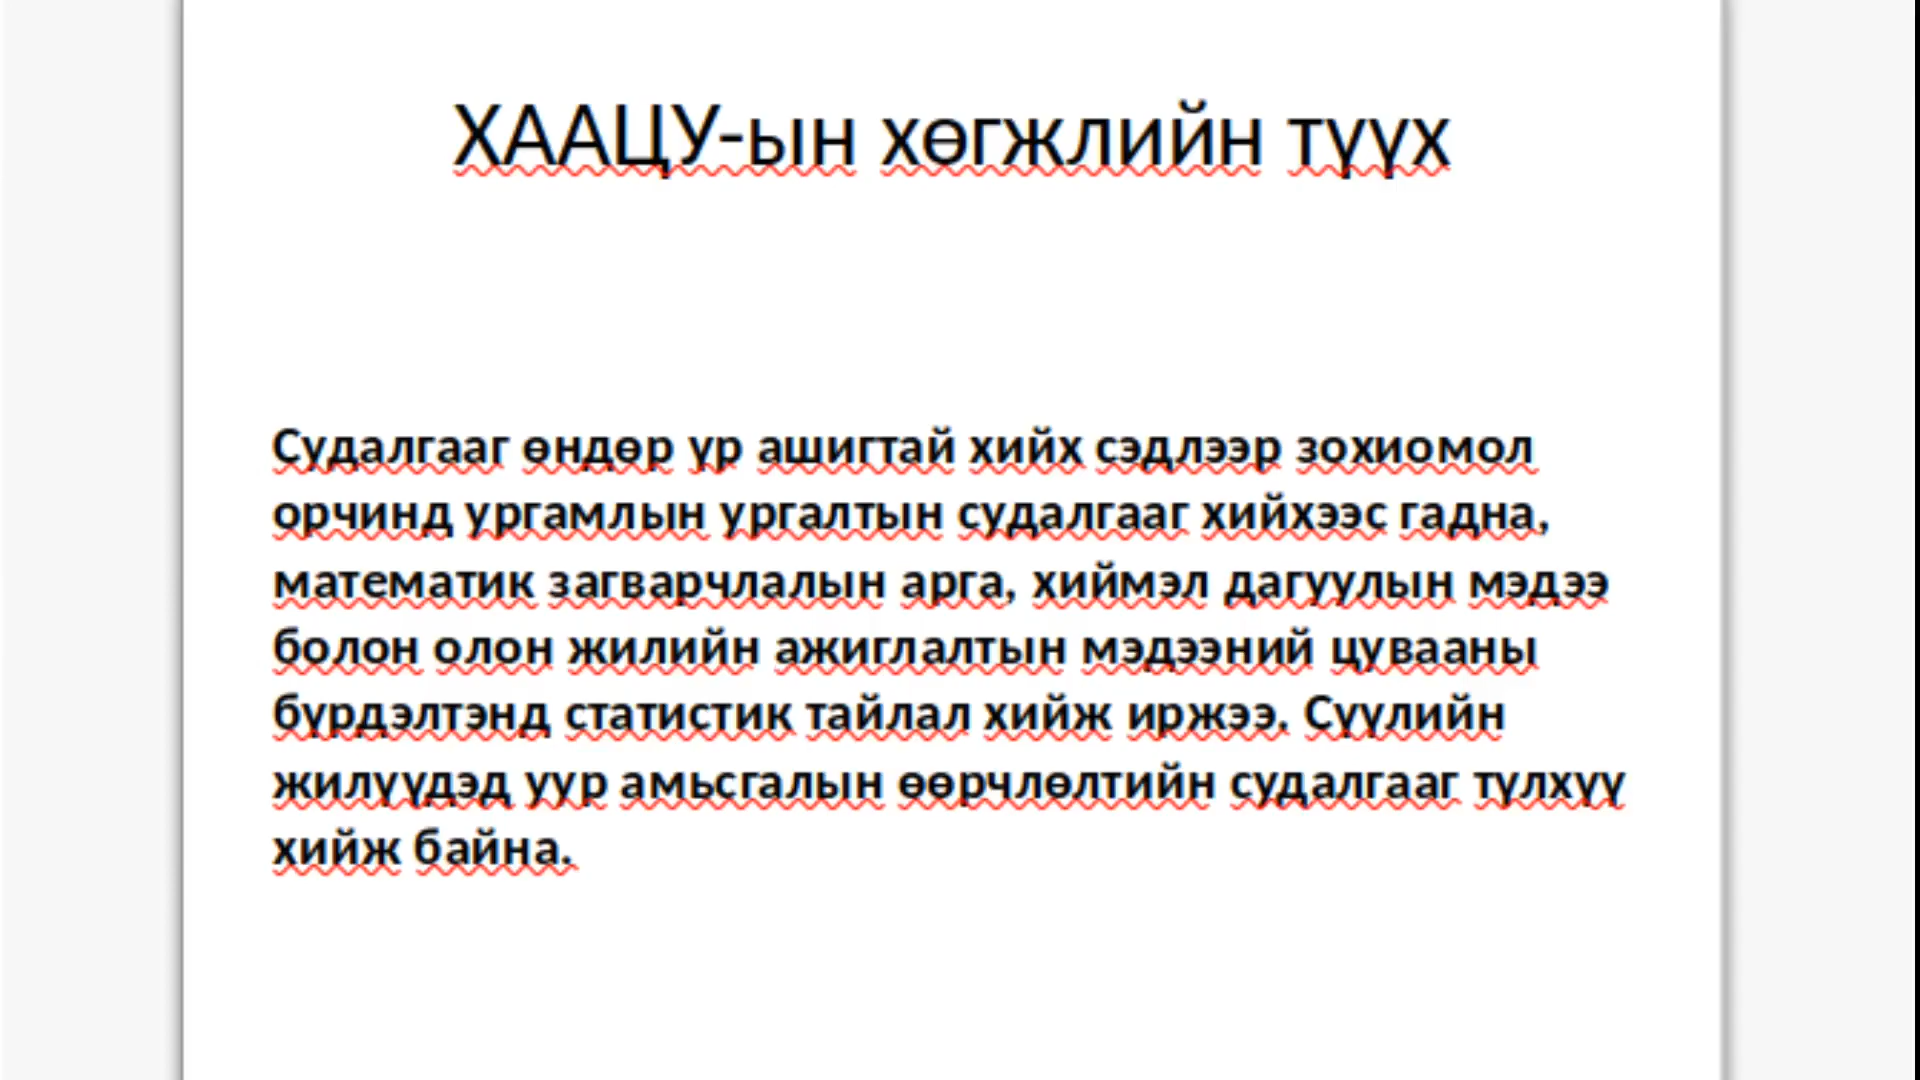 ХААЦУ-ын хөгжлийн түүх
Судалгааг өндөр үр ашигтай хийх сэдлээр зохиомол
орчинд ургамлын ургалтын судалгааг хийхээс гадна,
математик загварчлалын арга, хиймэл дагуулын мэдээ
болон олон жилийн ажиглалтын мэдээний цувааны
бүрдэлтэнд статистик тайлал хийж иржээ. Сүүлийн
жилүүдэд уур амьсгалын өөрчлөлтийн судалгааг түлхүү
хийж байна.